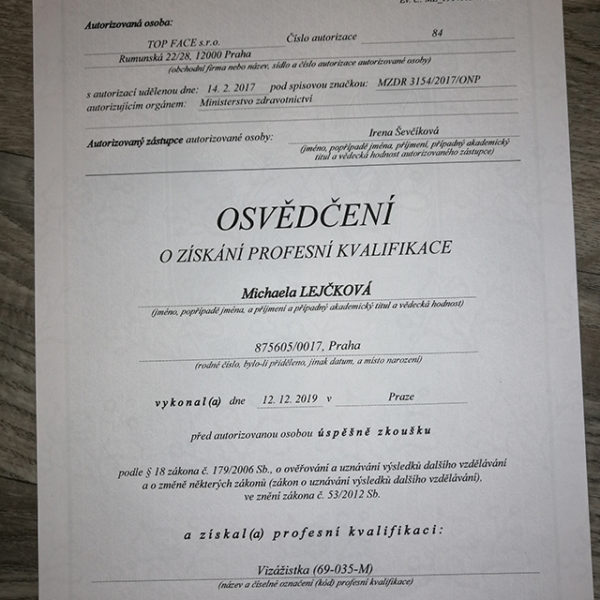 Autorizovaná osoba:
TOP FACE s.r.o. Číslo autorizace 84
Rumunská 22/28, 12000 Praha
(obchodní firma nebo název, sídlo a číslo autorizace autorizované osoby)
s autorizací udělenou dne: 14. 2. 2017 pod spisovou značkou: MZDR 3154/2017/ONP
autorizujícím orgánem: Ministerstvo zdravotnictví
Autorizovaný zástupce autorizované osoby: Irena Ševčíková
(jméno, popřípadě jména, příjmení, případný akademický
titul a vědecká hodnost autorizovaného zástupce)
OSVĚDČENÍ
O ZÍSKÁNÍ PROFESNÍ KVALIFIKACE
Michaela LEJČKOVÁ
(jméno, popřípadě jména, a příjmení a případný akademický titul a vědecká hodnost)
875605/0017, Praha
(rodné číslo, bylo-li přiděleno, jinak datum, a místo narození)
vykonal(a) dne 12. 12. 2019 v Praze
před autorizovanou osobou úspěšně zkoušku
podle § 18 zákona č. 179/2006 Sb., o ověřování a uznávání výsledků dalšího vzdělávání
a o změně některých zákonů (zákon o uznávání výsledků dalšího vzdělávání),
ve znění zákona č. 53/2012 Sb.
a získal(a) profesní kvalifikaci:
Vizážistka (69-035-M)
(název a číselné označení (kód) profesní kvalifikace)